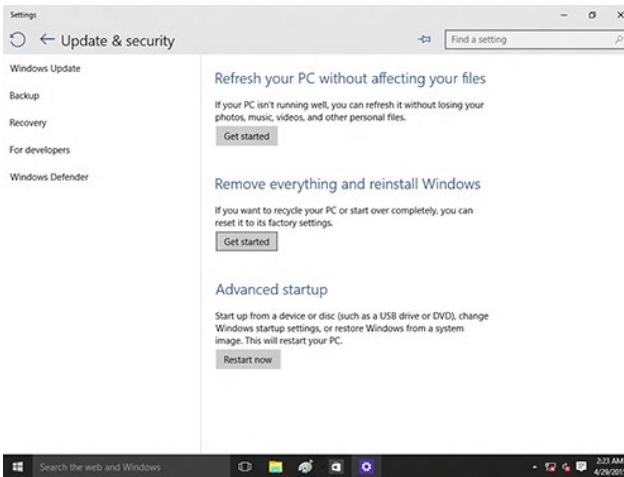 Settings
Update & security
Find a setting
Windows Update
Backup
Recovery
For developers
Windows Defender
Refresh your PC without affecting your files
If your PC isn't running well, you can refresh it without losing your
photos, music, videos, and other personal files.
Get started
Remove everything and reinstall Windows
If you want to recycle your PC or start over completely, you can
reset it to its factory settings.
Get started
Advanced startup
Start up from a device or disc (such as a USB drive or DVD), change
Windows startup settings, or restore Windows from a system
image. This will restart your PC.
Restart now
Search the web and Windows
2:23 AM
4/29/201